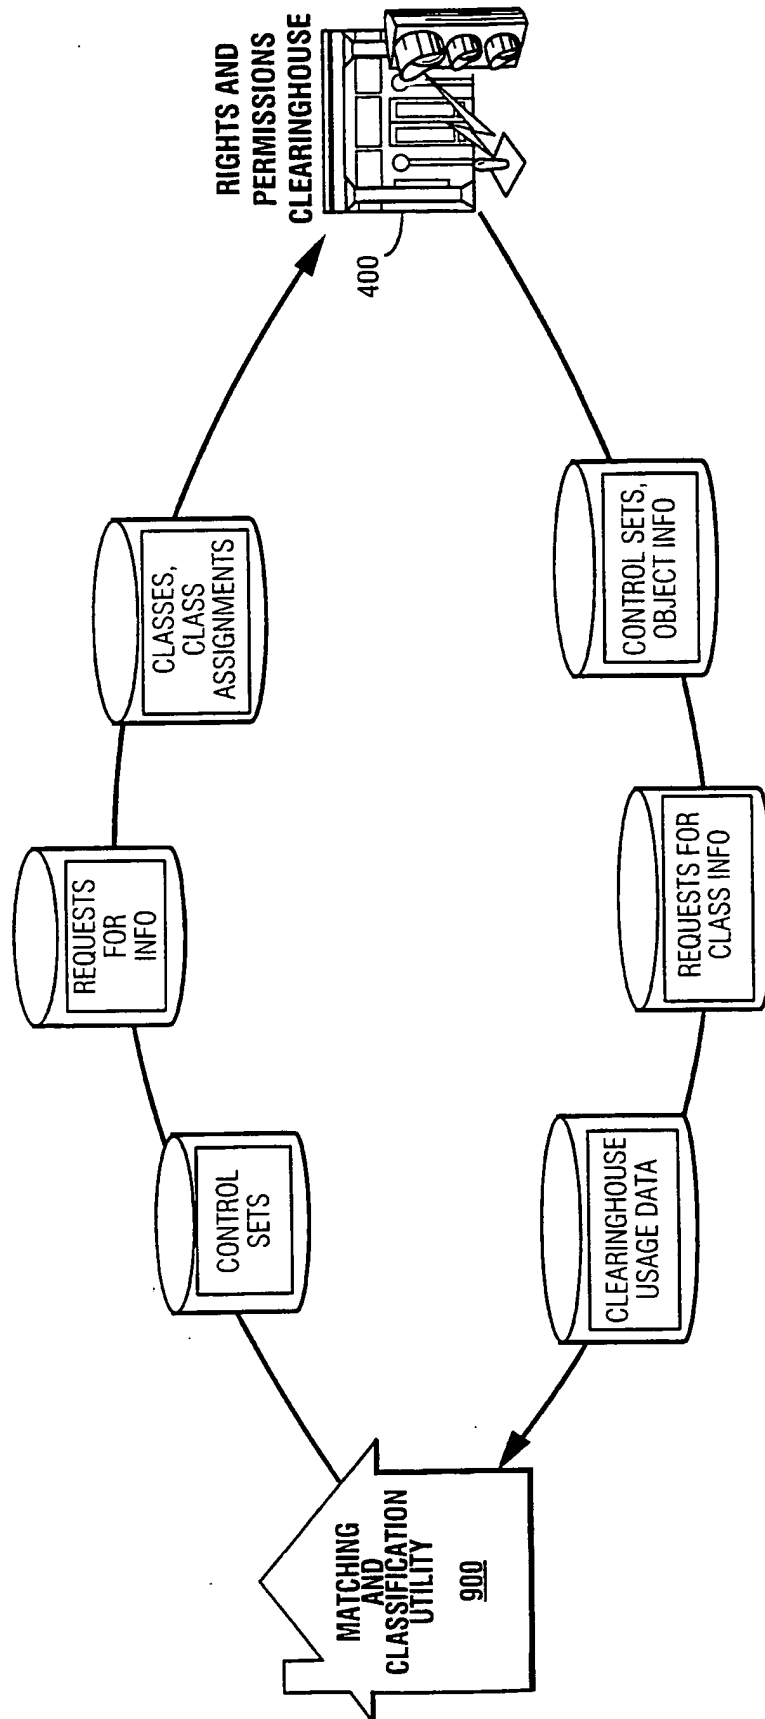 RIGHTS AND
PERMISSIONS
CLEARINGHOUSE
400
CLASSES,
CLASS
ASSIGNMENTS
REQUESTS
FOR
INFO
CONTROL
SETS
MATCHING
AND
CLASSIFICATION
UTILITY
900
CLEARINGHOUSE
USAGE DATA
REQUESTS FOR
CLASS INFO
CONTROL SETS,
OBJECT INFO